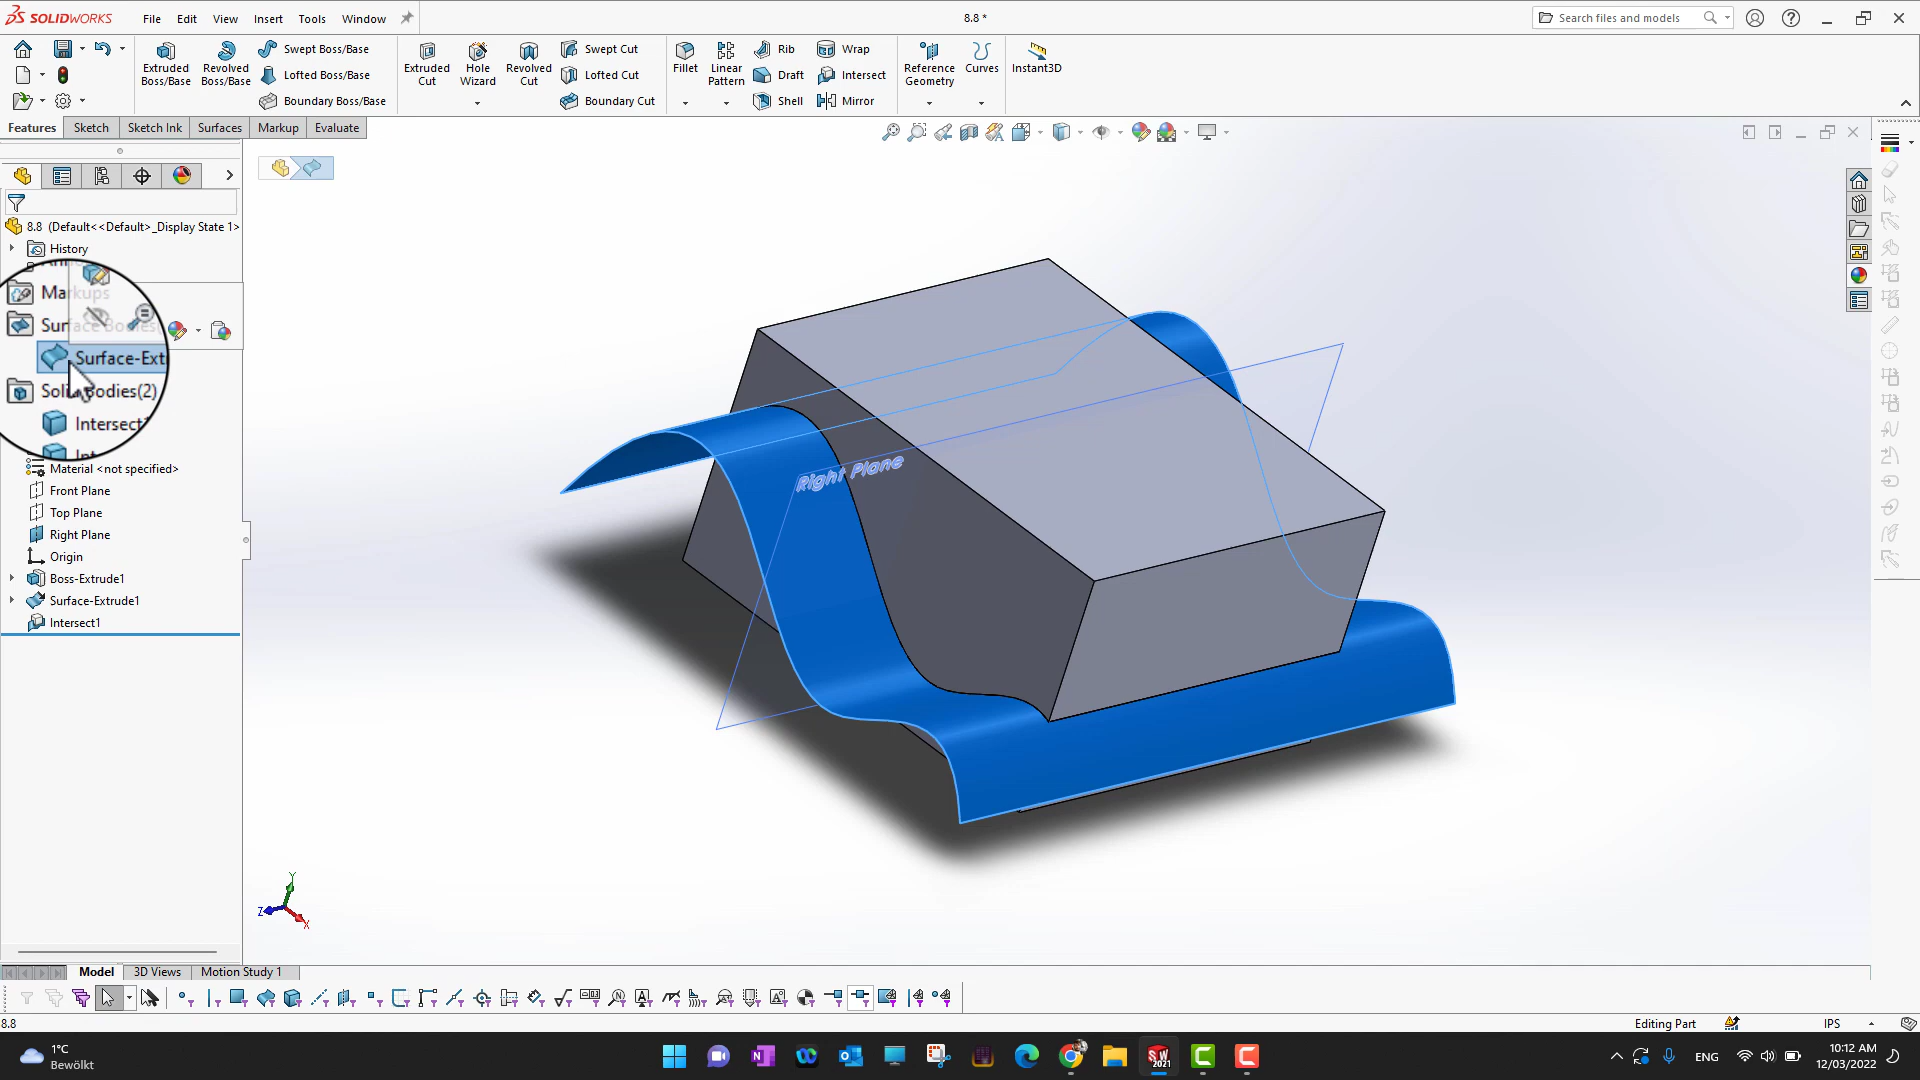 SOLIDWORKS
File Edit View Insert Tools Window
8.8 *
Search files and models
Extruded Boss/Base
Revolved Boss/Base
Swept Boss/Base
Lofted Boss/Base
Boundary Boss/Base
Extruded Cut
Hole Wizard
Revolved Cut
Swept Cut
Lofted Cut
Boundary Cut
Fillet
Linear Pattern
Rib
Draft
Shell
Wrap
Intersect
Mirror
Reference Geometry
Curves
Instant3D
Features Sketch Sketch Ink Surfaces Markup Evaluate
8.8 (Default<<Default>_Display State 1>
History
Markups
Surface Bodies
Surface-Ext
Solid Bodies(2)
Intersect
Material <not specified>
Front Plane
Top Plane
Right Plane
Origin
Boss-Extrude1
Surface-Extrude1
Intersect1
Right Plane
Y
Z
X
Model 3D Views Motion Study 1
8.8
Editing Part
IPS
1°C
Bewölkt
SW
2021
ENG
10:12 AM
12/03/2022